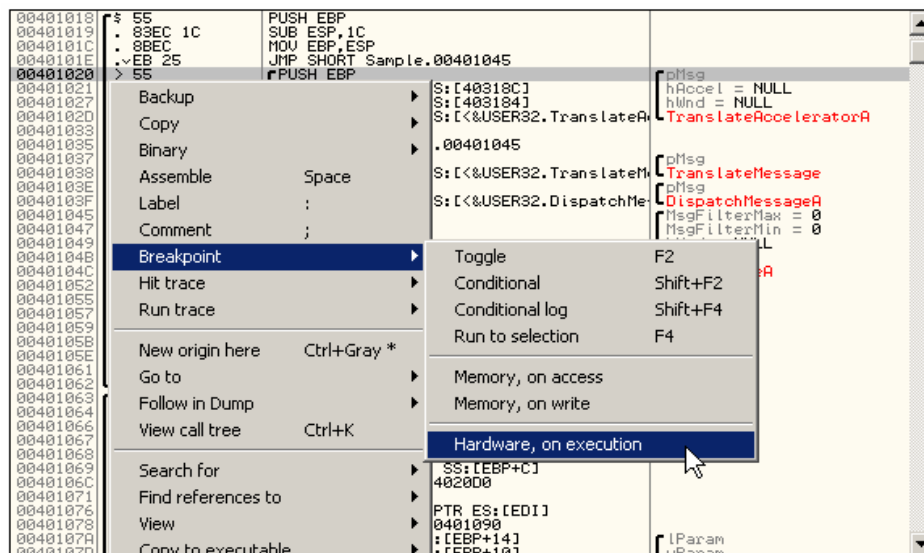 00401018 $ 55 PUSH EBP
00401019 . 83EC 1C SUB ESP,1C
0040101C . 8BEC MOV EBP,ESP
0040101E .vEB 25 JMP SHORT Sample.00401045
00401020 > 55 PUSH EBP pMsg
00401021 S:[40318C] hAccel = NULL
00401027 S:[403184] hWnd = NULL
0040102D S:[<&USER32.TranslateA TranslateAcceleratorA
00401033
00401035 .00401045
00401037 pMsg
00401038 S:[<&USER32.TranslateM TranslateMessage
0040103E pMsg
0040103F S:[<&USER32.DispatchMe DispatchMessageA
00401045 MsgFilterMax = 0
00401047 MsgFilterMin = 0
00401049
0040104B
0040104C
00401052
00401055
00401057
00401059
0040105B
0040105E
00401061
00401062
00401063
00401064
00401066
00401067
00401068
00401069 SS:[EBP+C]
0040106C 4020D0
00401071
00401076 PTR ES:[EDI]
00401078 0401090
0040107A :[EBP+14] lParam
0040107D :[EBP+10]
Backup
Copy
Binary
Assemble Space
Label :
Comment ;
Breakpoint
Hit trace
Run trace
New origin here Ctrl+Gray *
Go to
Follow in Dump
View call tree Ctrl+K
Search for
Find references to
View
Copy to executable
Toggle F2
Conditional Shift+F2
Conditional log Shift+F4
Run to selection F4
Memory, on access
Memory, on write
Hardware, on execution